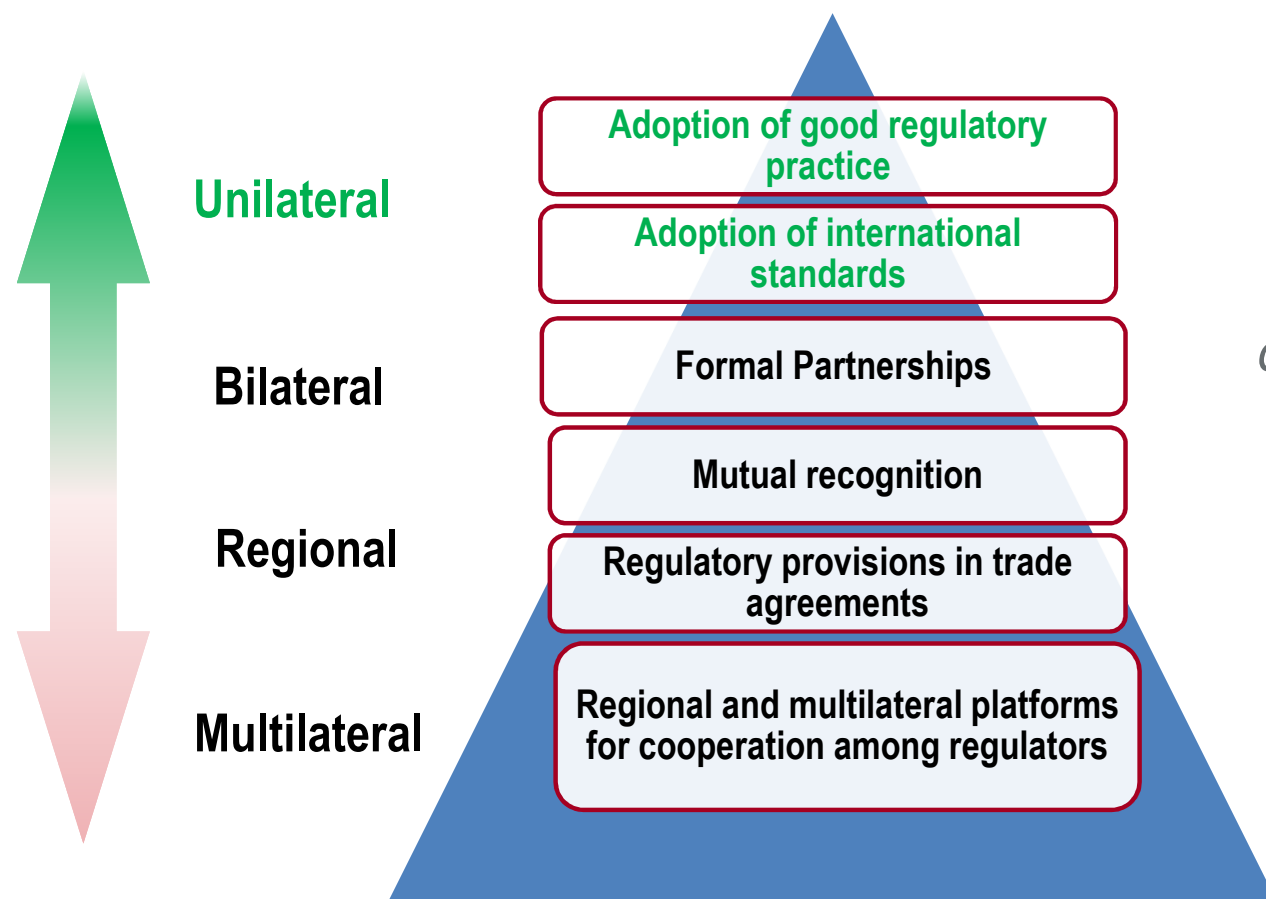 Adoption of good regulatory
practice
Unilateral
Adoption of international
standards
Formal Partnerships
Bilateral
Mutual recognition
Regional
Regulatory provisions in trade
agreements
Regional and multilateral platforms
for cooperation among regulators
Multilateral